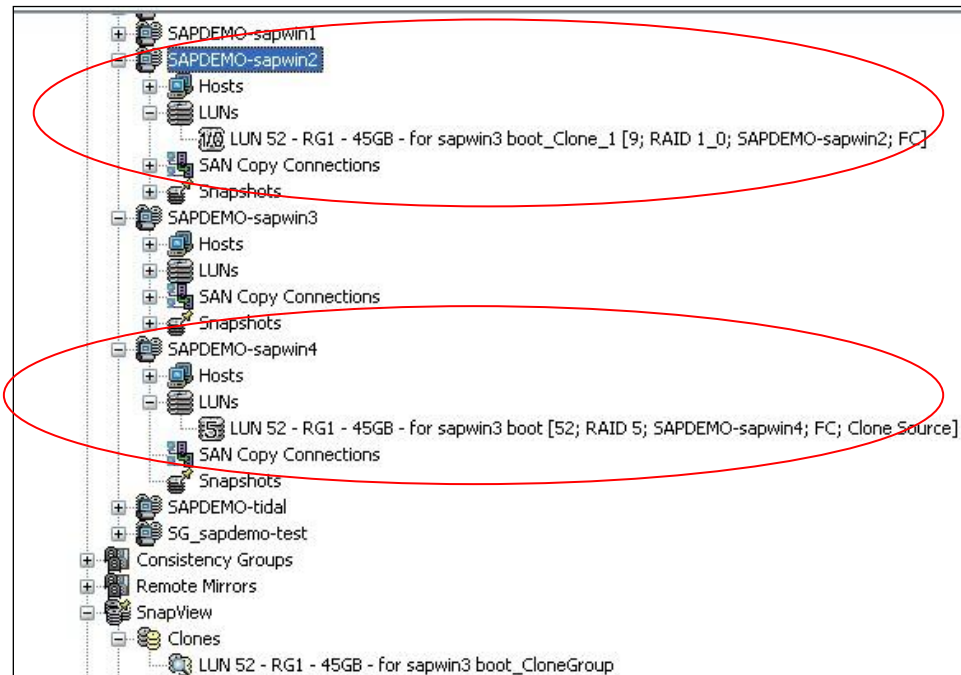 SAPDEMO-sapwin1
SAPDEMO-sapwin2
Hosts
LUNs
1/0 LUN 52 - RG1 - 45GB - for sapwin3 boot_Clone_1 [9; RAID 1_0; SAPDEMO-sapwin2; FC]
SAN Copy Connections
Snapshots
SAPDEMO-sapwin3
Hosts
LUNs
SAN Copy Connections
Snapshots
SAPDEMO-sapwin4
Hosts
LUNs
5 LUN 52 - RG1 - 45GB - for sapwin3 boot [52; RAID 5; SAPDEMO-sapwin4; FC; Clone Source]
SAN Copy Connections
Snapshots
SAPDEMO-tidal
SG_sapdemo-test
Consistency Groups
Remote Mirrors
SnapView
Clones
LUN 52 - RG1 - 45GB - for sapwin3 boot_CloneGroup